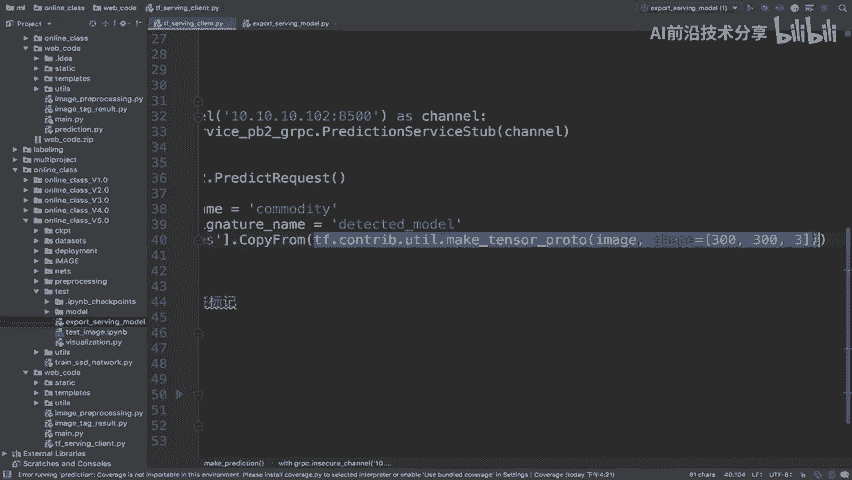 ml
online_class
web_code
tf_serving_client.py
export_serving_model (1)
Project
tf_serving_client.py
export_serving_model.py
AI前沿技术分享 bilibili
online_class
web_code
.idea
static
templates
utils
image_preprocessing.py
image_tag_result.py
main.py
prediction.py
web_code.zip
labelimg
multiproject
online_class
online_class_V1.0
online_class_V2.0
online_class_V3.0
online_class_V4.0
online_class_V5.0
ckpt
datasets
deployment
IMAGE
nets
preprocessing
test
.ipynb_checkpoints
model
export_serving_model.
test_image.ipynb
visualization.py
utils
train_ssd_network.py
web_code
static
templates
utils
image_preprocessing.py
image_tag_result.py
main.py
tf_serving_client.py
External Libraries
Scratches and Consoles
27
28
29
30
31
32 el('10.10.10.102:8500') as channel:
33 rvice_pb2_grpc.PredictionServiceStub(channel)
34
35
36 .PredictRequest()
37
38 ame = 'commodity'
39 ignature_name = 'detected_model'
40 s'].CopyFrom(tf.contrib.util.make_tensor_proto(image, =[300, 300, 3]))
41
42
43
44 标记
45
46
47
48
49
50
51
52
53
make_prediction()
with grpc.insecure_channel('10....
Error running 'prediction': Coverage is not important in this environment. Please install coverage.py to selected interpreter or enable 'Use bundled coverage' in Settings | Coverage (today 下午4:21)
61 chars
40:104
LF:
UTF-8: